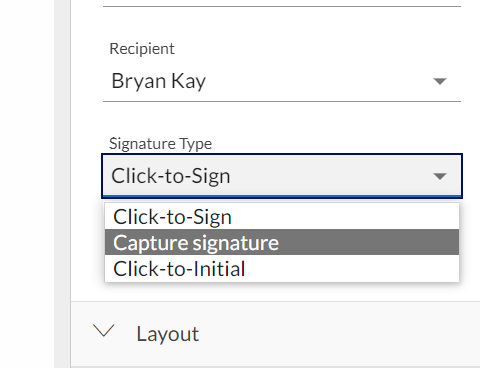 Recipient
Bryan Kay
Signature Type
Click-to-Sign
Click-to-Sign
Capture signature
Click-to-Initial
Layout